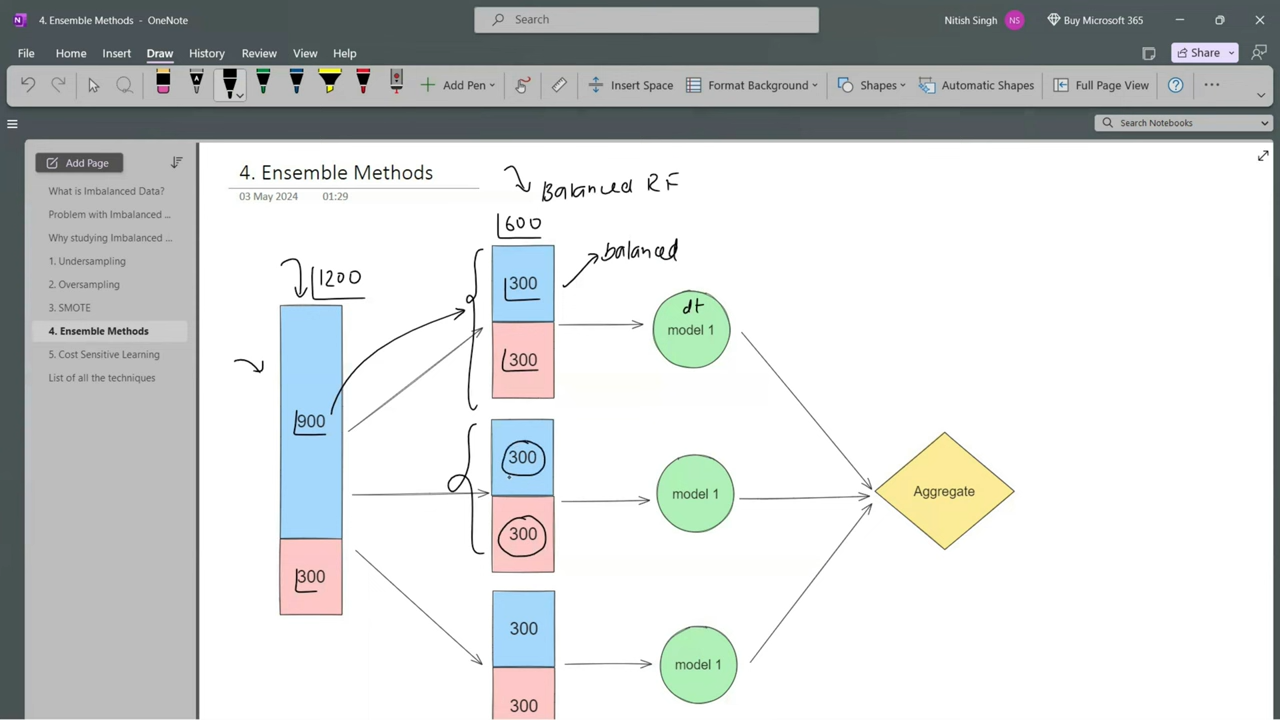 4. Ensemble Methods - OneNote
Search
Nitish Singh NS Buy Microsoft 365
File Home Insert Draw History Review View Help
Share
Add Pen
Insert Space
Format Background
Shapes
Automatic Shapes
Full Page View
Search Notebooks
Add Page
What is Imbalanced Data?
Problem with Imbalanced ...
Why studying Imbalanced ...
1. Undersampling
2. Oversampling
3. SMOTE
4. Ensemble Methods
5. Cost Sensitive Learning
List of all the techniques
4. Ensemble Methods
03 May 2024 01:29
Balanced RF
600
balanced
1200
300
dt
model 1
300
900
300
model 1
300
Aggregate
300
300
model 1
300